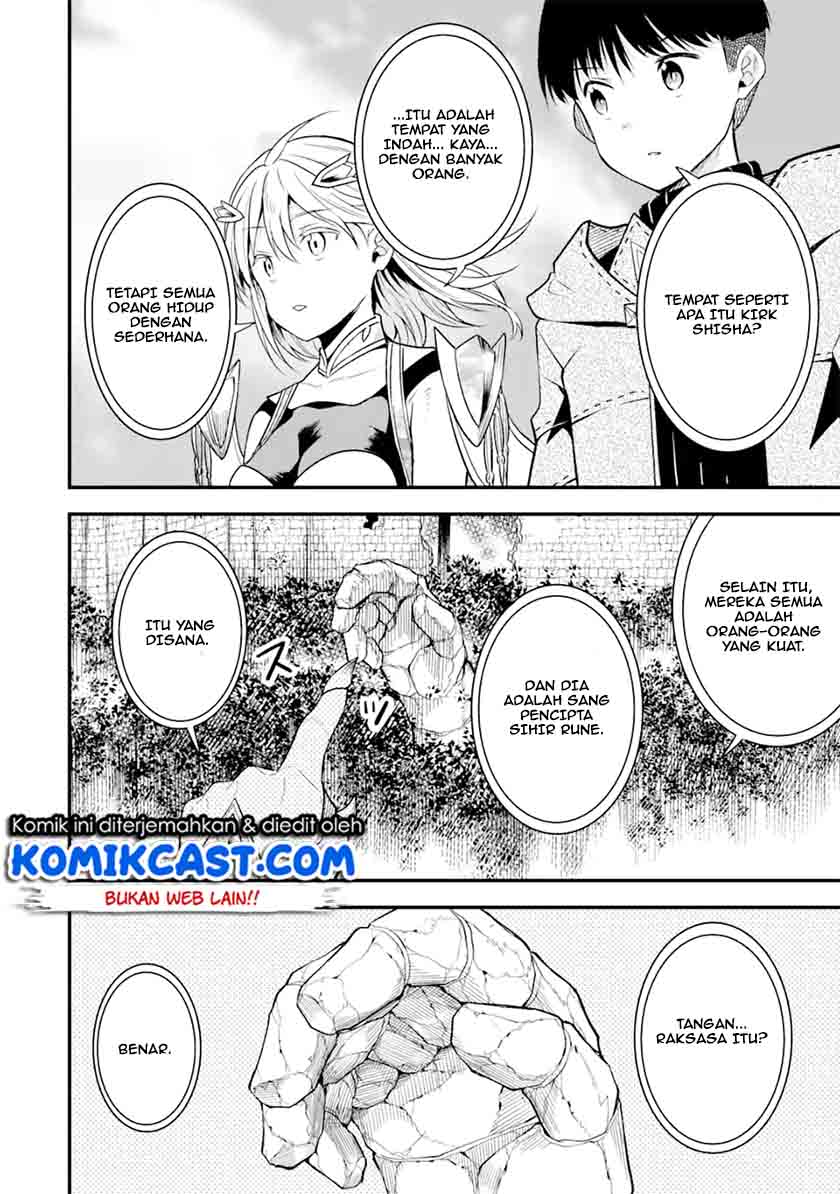 TEMPAT SEPERTI
APA ITU KIRK
SHISHA?
...ITU ADALAH
TEMPAT YANG
INDAH... KAYA...
DENGAN BANYAK
ORANG.
TETAPI SEMUA
ORANG HIDUP
DENGAN
SEDERHANA.
SELAIN ITU,
MEREKA SEMUA
ADALAH
ORANG-ORANG
YANG KUAT.
DAN DIA
ADALAH SANG
PENCIPTA
SIHIR RUNE.
ITU YANG
DISANA.
スッ
Komik ini diterjemahkan & diedit oleh
KOMIKCAST.COM
BUKAN WEB LAIN!!
TANGAN...
RAKSASA ITU?
BENAR.